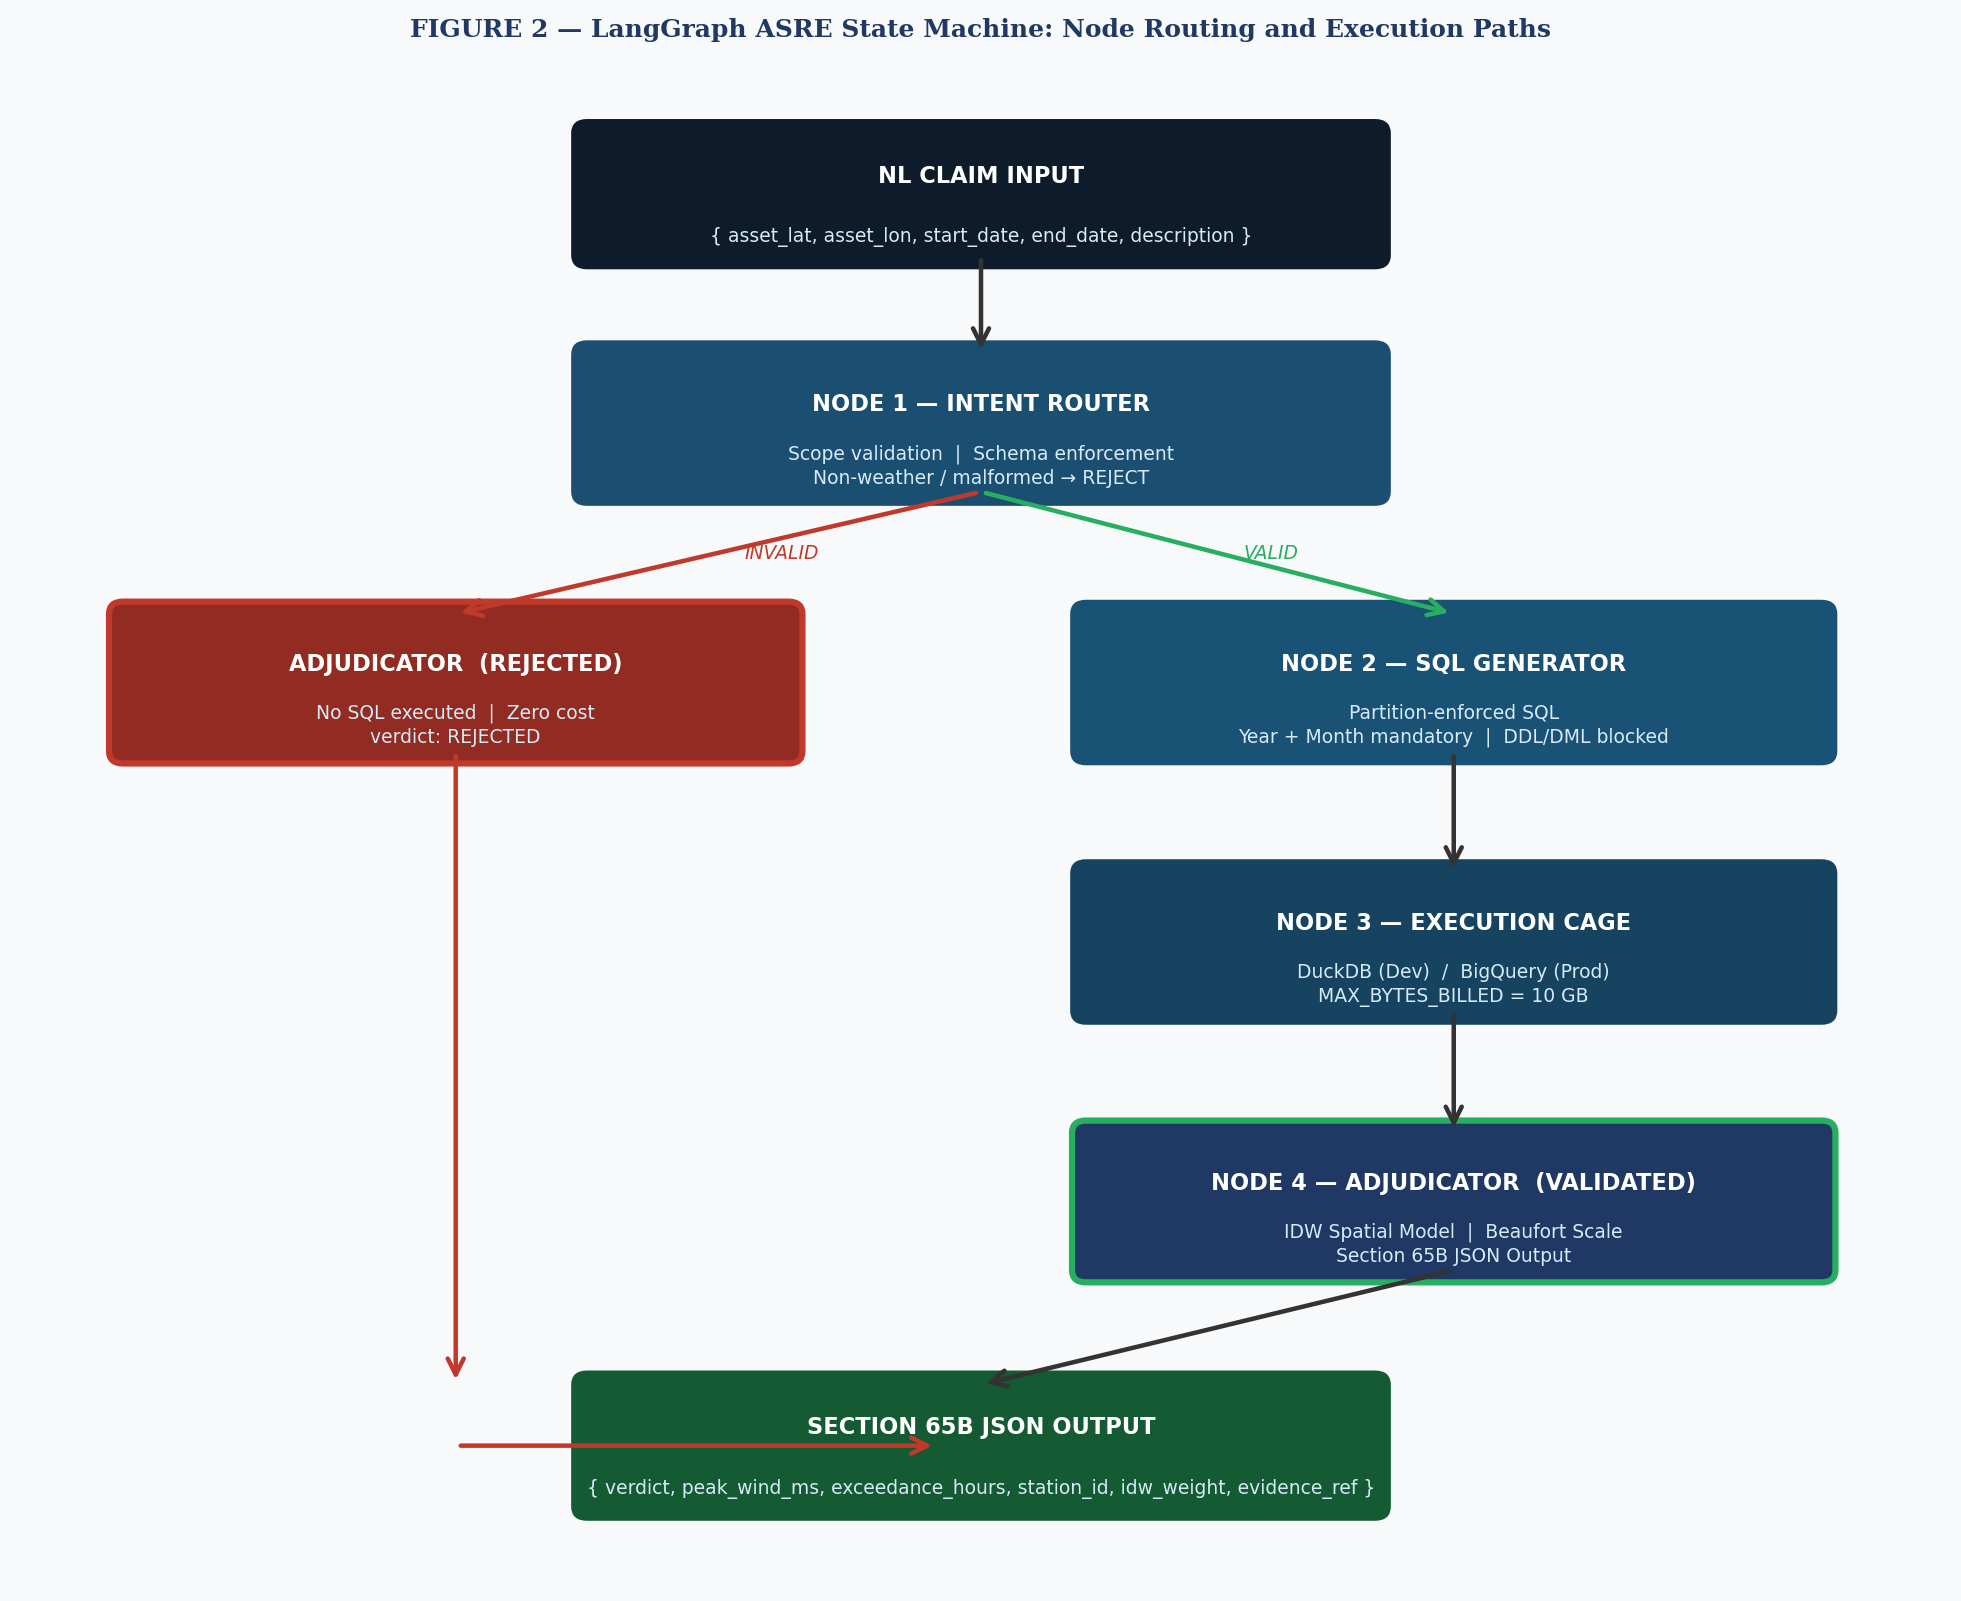 FIGURE 2 — LangGraph ASRE State Machine: Node Routing and Execution Paths
NL CLAIM INPUT
{ asset_lat, asset_lon, start_date, end_date, description }
NODE 1 — INTENT ROUTER
Scope validation | Schema enforcement
Non-weather / malformed → REJECT
INVALID
VALID
ADJUDICATOR (REJECTED)
No SQL executed | Zero cost
verdict: REJECTED
NODE 2 — SQL GENERATOR
Partition-enforced SQL
Year + Month mandatory | DDL/DML blocked
NODE 3 — EXECUTION CAGE
DuckDB (Dev) / BigQuery (Prod)
MAX_BYTES_BILLED = 10 GB
NODE 4 — ADJUDICATOR (VALIDATED)
IDW Spatial Model | Beaufort Scale
Section 65B JSON Output
SECTION 65B JSON OUTPUT
{ verdict, peak_wind_ms, exceedance_hours, station_id, idw_weight, evidence_ref }